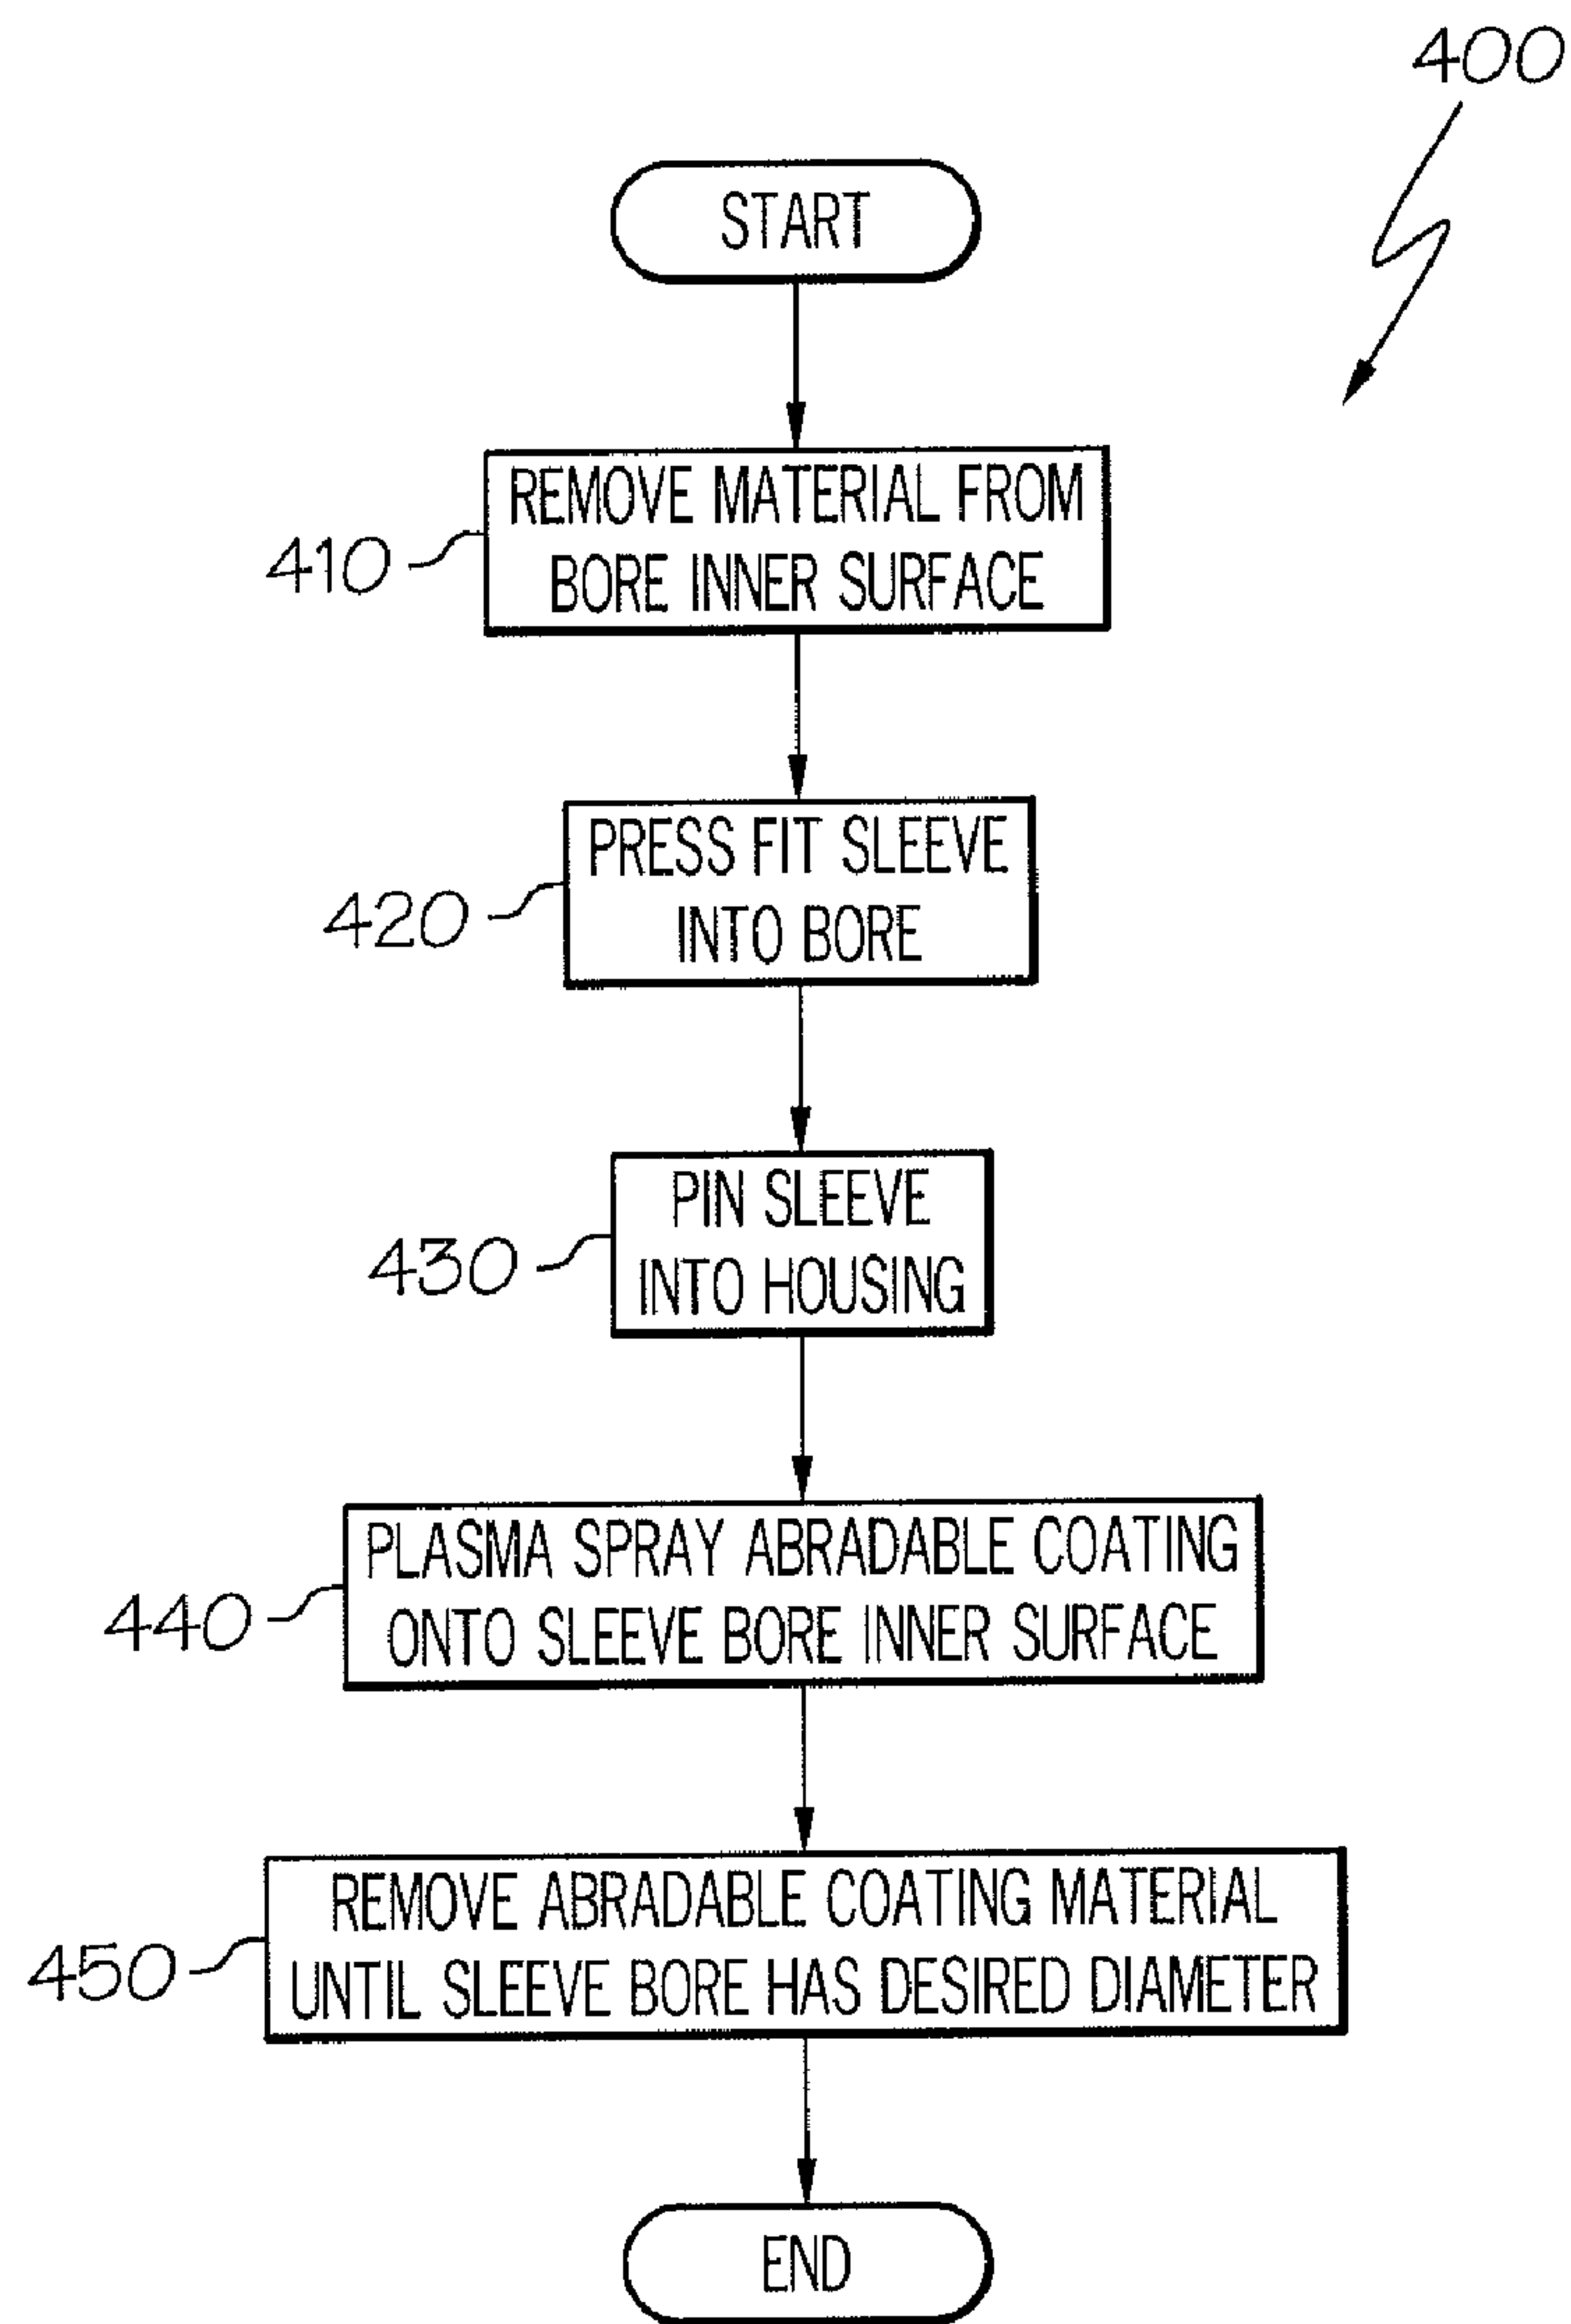 400
START
REMOVE MATERIAL FROM
BORE INNER SURFACE
410
PRESS FIT SLEEVE
INTO BORE
420
PIN SLEEVE
INTO HOUSING
430
PLASMA SPRAY ABRADABLE COATING
ONTO SLEEVE BORE INNER SURFACE
440
REMOVE ABRADABLE COATING MATERIAL
UNTIL SLEEVE BORE HAS DESIRED DIAMETER
450
END